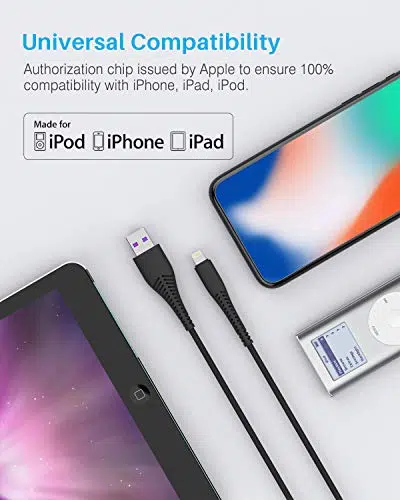 Universal Compatibility
Authorization chip issued by Apple to ensure 100%
compatibility with iPhone, iPad, iPod.
Made for
iPod iPhone iPad